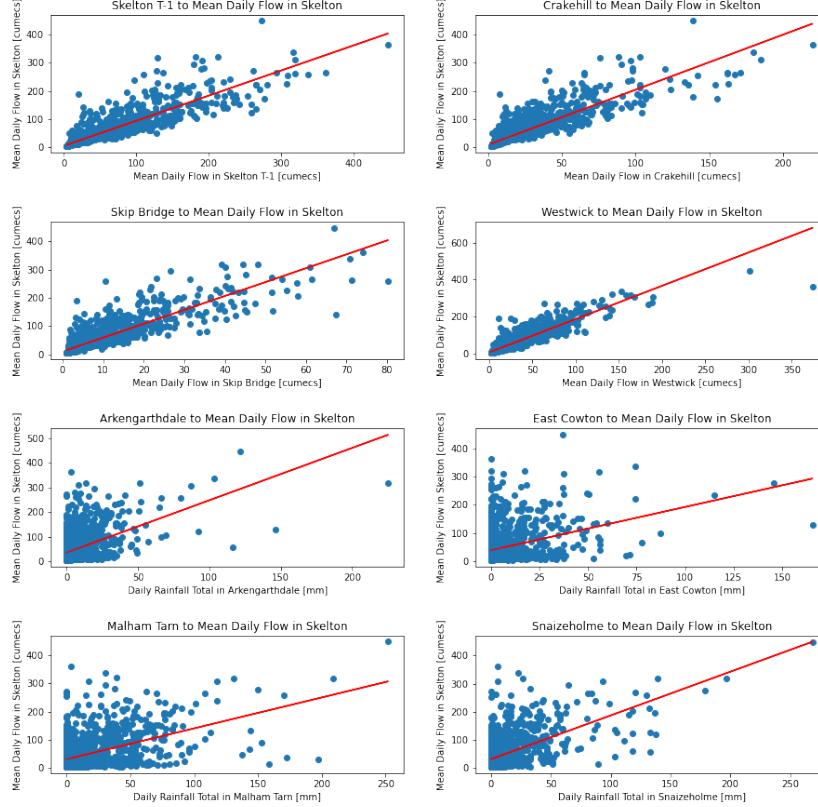 Skelton T-1 to Mean Daily Flow in Skelton
Mean Daily Flow in Skelton [cumecs]
400
300
200
100
0
0 100 200 300 400
Mean Daily Flow in Skelton T-1 [cumecs]
Crakehill to Mean Daily Flow in Skelton
Mean Daily Flow in Skelton [cumecs]
400
300
200
100
0
0 50 100 150 200
Mean Daily Flow in Crakehill [cumecs]
Skip Bridge to Mean Daily Flow in Skelton
Mean Daily Flow in Skelton [cumecs]
400
300
200
100
0
0 10 20 30 40 50 60 70 80
Mean Daily Flow in Skip Bridge [cumecs]
Westwick to Mean Daily Flow in Skelton
Mean Daily Flow in Skelton [cumecs]
600
400
200
0
0 50 100 150 200 250 300 350
Mean Daily Flow in Westwick [cumecs]
Arkengarthdale to Mean Daily Flow in Skelton
Mean Daily Flow in Skelton [cumecs]
500
400
300
200
100
0
0 50 100 150 200
Daily Rainfall Total in Arkengarthdale [mm]
East Cowton to Mean Daily Flow in Skelton
Mean Daily Flow in Skelton [cumecs]
400
300
200
100
0
0 25 50 75 100 125 150
Daily Rainfall Total in East Cowton [mm]
Malham Tarn to Mean Daily Flow in Skelton
Mean Daily Flow in Skelton [cumecs]
400
300
200
100
0
0 50 100 150 200 250
Daily Rainfall Total in Malham Tarn [mm]
Snaizeholme to Mean Daily Flow in Skelton
Mean Daily Flow in Skelton [cumecs]
400
300
200
100
0
0 50 100 150 200 250
Daily Rainfall Total in Snaizeholme [mm]